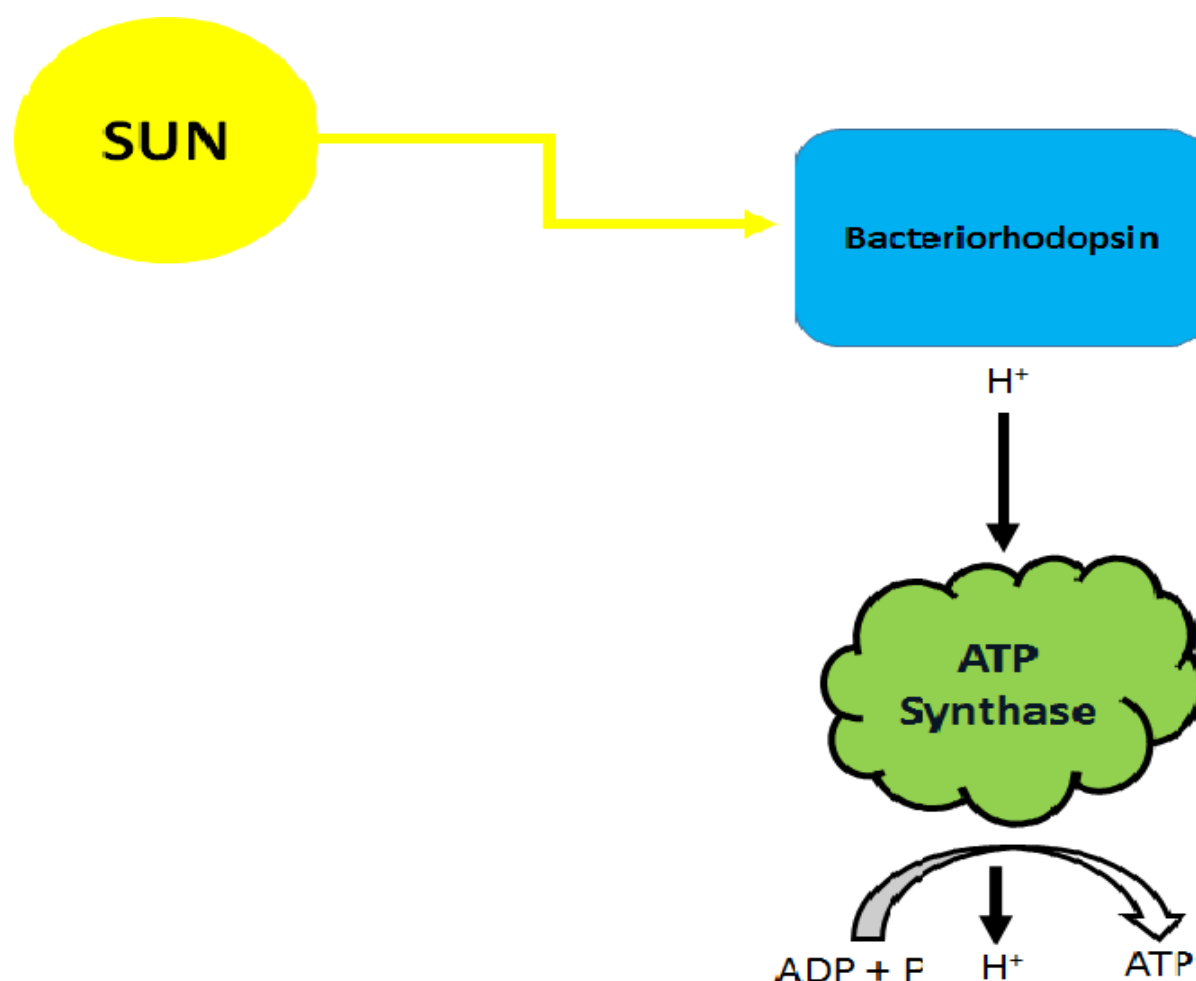 SUN
Bacteriorhodopsin
H⁺
ATP
Synthase
ADP + P H⁺ ATP